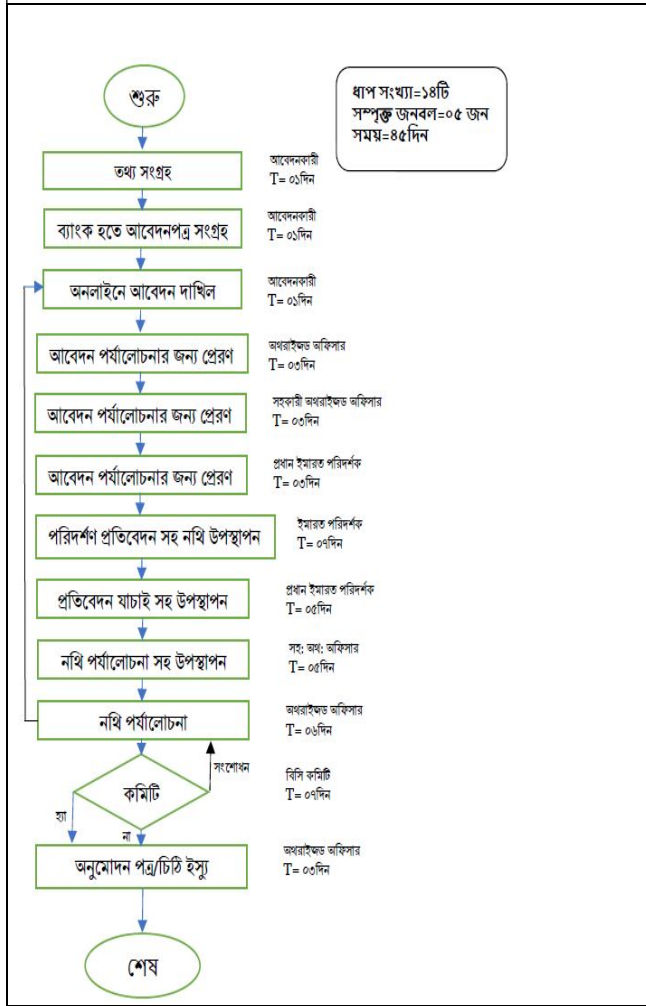 শুরু
ধাপ সংখ্যা=১৪টি
সম্পৃক্ত জনবল=০৫ জন
সময়=৪৫দিন
তথ্য সংগ্রহ
আবেদনকারী
T= ০১দিন
ব্যাংক হতে আবেদনপত্র সংগ্রহ
আবেদনকারী
T= ০১দিন
অনলাইনে আবেদন দাখিল
আবেদনকারী
T= ০১দিন
আবেদন পর্যালোচনার জন্য প্রেরণ
অথরাইজড অফিসার
T= ০৩দিন
আবেদন পর্যালোচনার জন্য প্রেরণ
সহকারী অথরাইজড অফিসার
T= ০৩দিন
আবেদন পর্যালোচনার জন্য প্রেরণ
প্রধান ইমারত পরিদর্শক
T= ০৩দিন
পরিদর্শণ প্রতিবেদন সহ নথি উপস্থাপন
ইমারত পরিদর্শক
T= ০৭দিন
প্রতিবেদন যাচাই সহ উপস্থাপন
প্রধান ইমারত পরিদর্শক
T= ০৫দিন
নথি পর্যালোচনা সহ উপস্থাপন
সহ: অথ: অফিসার
T= ০৫দিন
নথি পর্যালোচনা
অথরাইজড অফিসার
T= ০৬দিন
সংশোধন
কমিটি
বিসি কমিটি
T= ০৭দিন
হ্যা
না
অনুমোদন পত্র/চিঠি ইস্যু
অথরাইজড অফিসার
T= ০৩দিন
শেষ